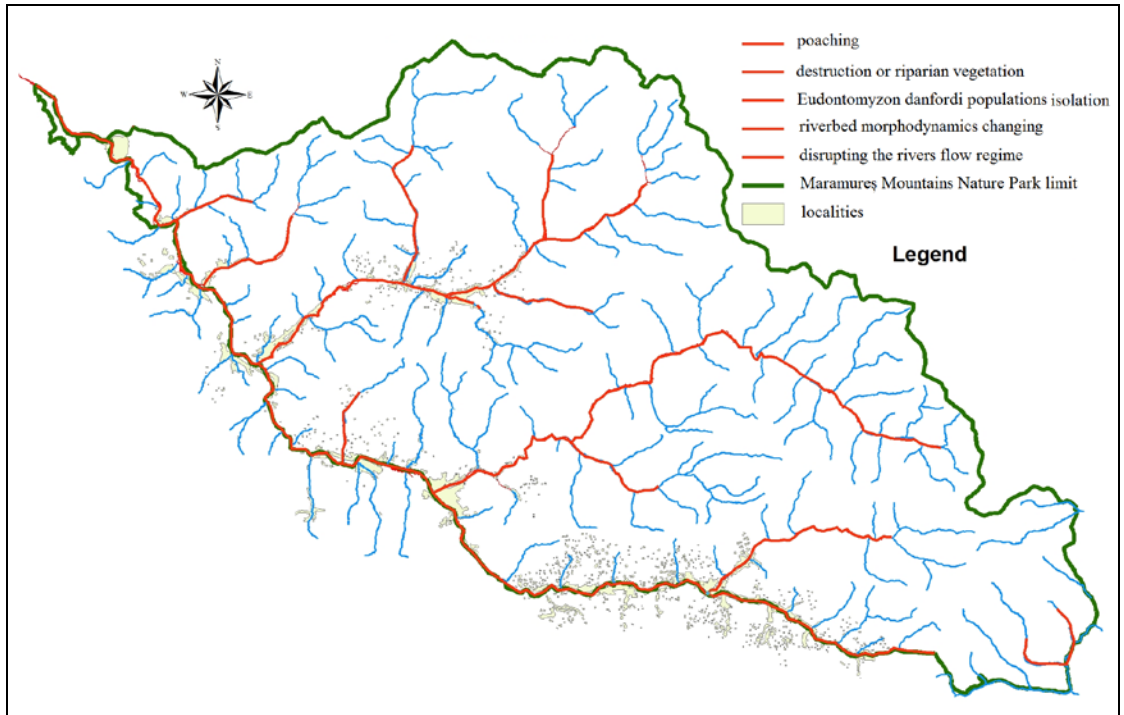 poaching
destruction or riparian vegetation
Eudontomyzon danfordi populations isolation
riverbed morphodynamics changing
disrupting the rivers flow regime
Maramureș Mountains Nature Park limit
localities
Legend
N
W E
S